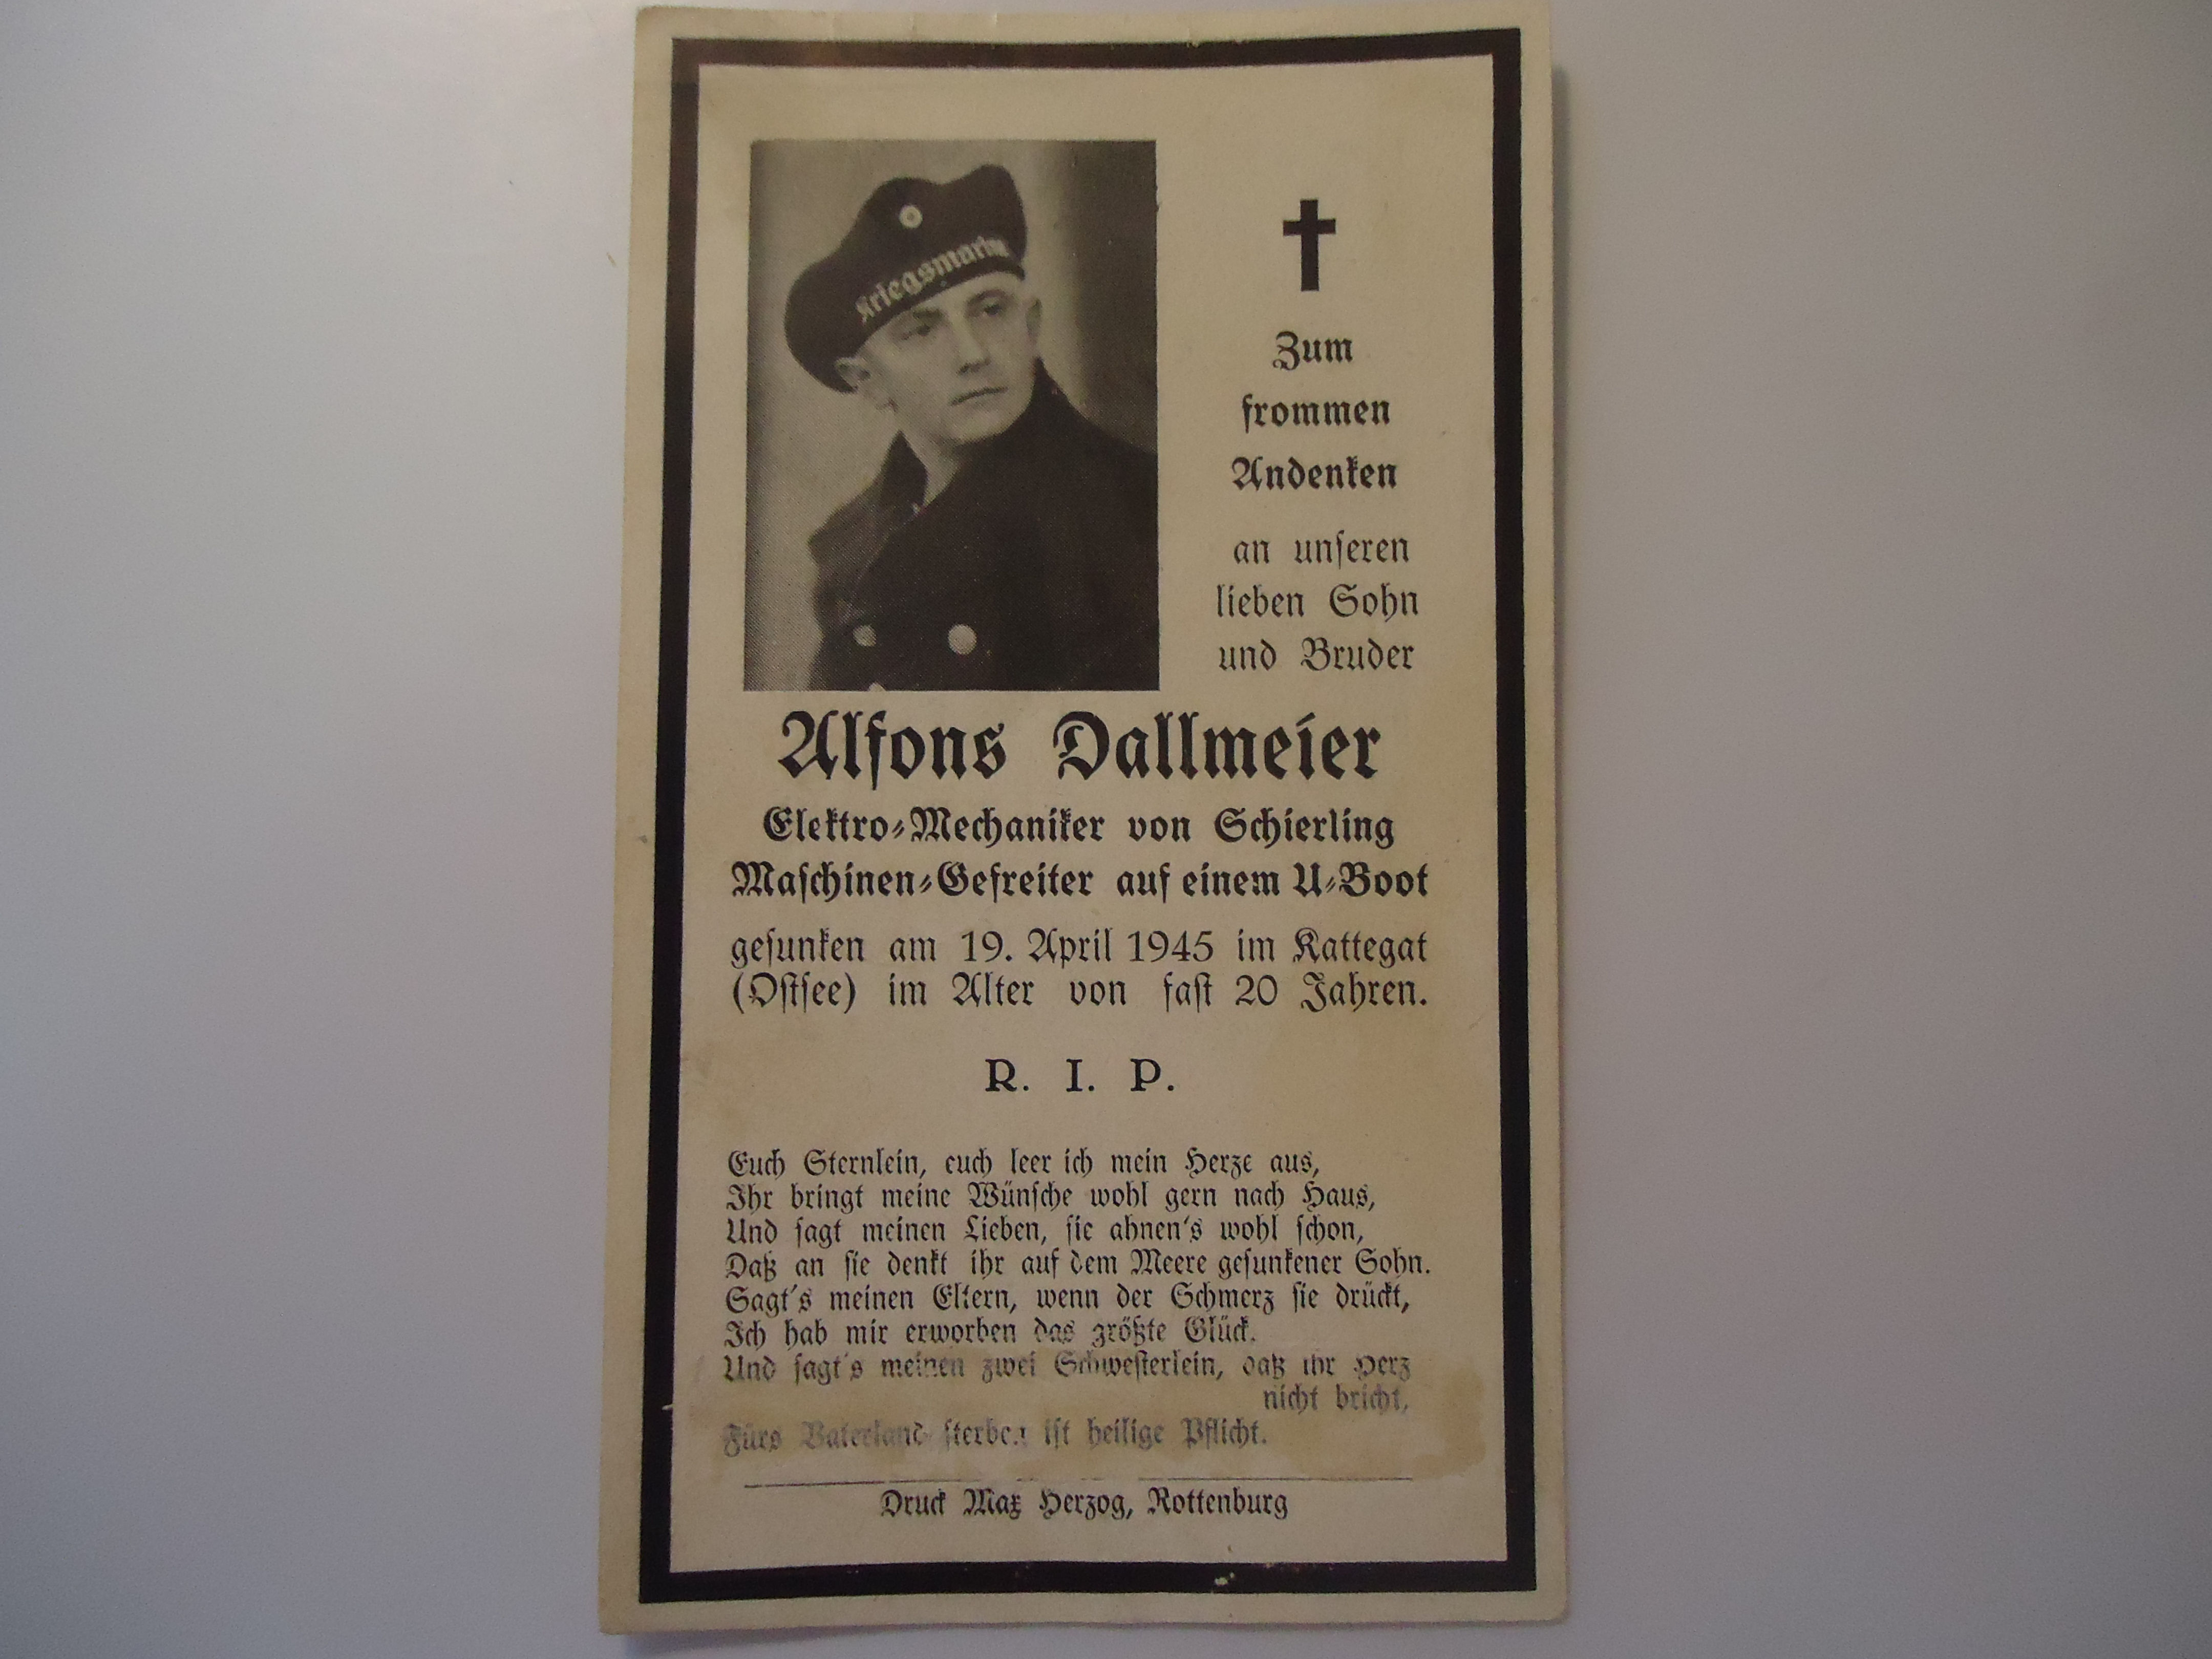 Kriegsmarine
Zum
frommen
Andenken
an unseren
lieben Sohn
und Bruder
Alfons Dallmeier
Elektro-Mechaniker von Schierling
Maschinen-Gefreiter auf einem U-Boot
gesunken am 19. April 1945 im Kattegat
(Ostsee) im Alter von fast 20 Jahren.
R. I. P.
Euch Sternlein, euch leer ich mein Herze aus,
Ihr bringt meine Wünsche wohl gern nach Haus,
Und sagt meinen Lieben, sie ahnen's wohl schon,
Daß an sie denkt ihr auf dem Meere gesunkener Sohn.
Sagt's meinen Eltern, wenn der Schmerz sie drückt,
Ich hab mir erworben das größte Glück.
Und sagt's meinen zwei Schwesterlein, daß ihr Herz
nicht bricht,
Fürs Vaterland sterben ist heilige Pflicht.
Druck Max Herzog, Rottenburg